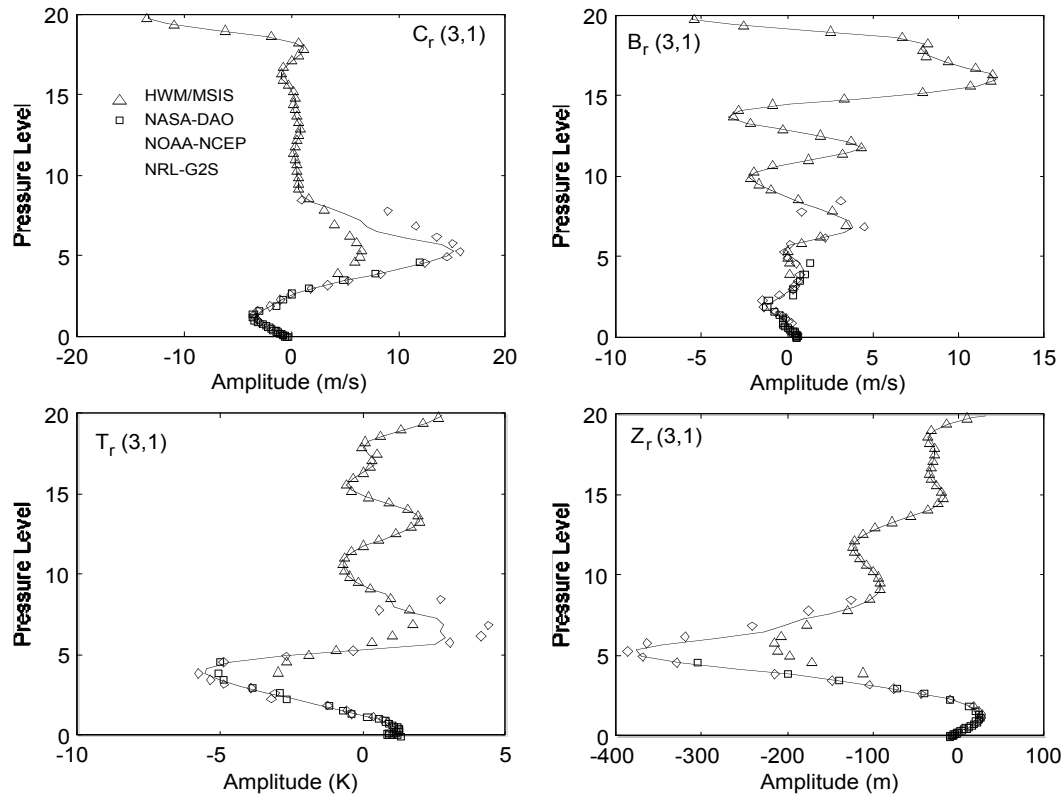 C_r (3,1)
20
15
10
5
0
Pressure Level
HWM/MSIS
NASA-DAO
NOAA-NCEP
NRL-G2S
-20
-10
0
10
20
Amplitude (m/s)
B_r (3,1)
20
15
10
5
0
Pressure Level
-10
-5
0
5
10
15
Amplitude (m/s)
T_r (3,1)
20
15
10
5
0
Pressure Level
-10
-5
0
5
Amplitude (K)
Z_r (3,1)
20
15
10
5
0
Pressure Level
-400
-300
-200
-100
0
100
Amplitude (m)